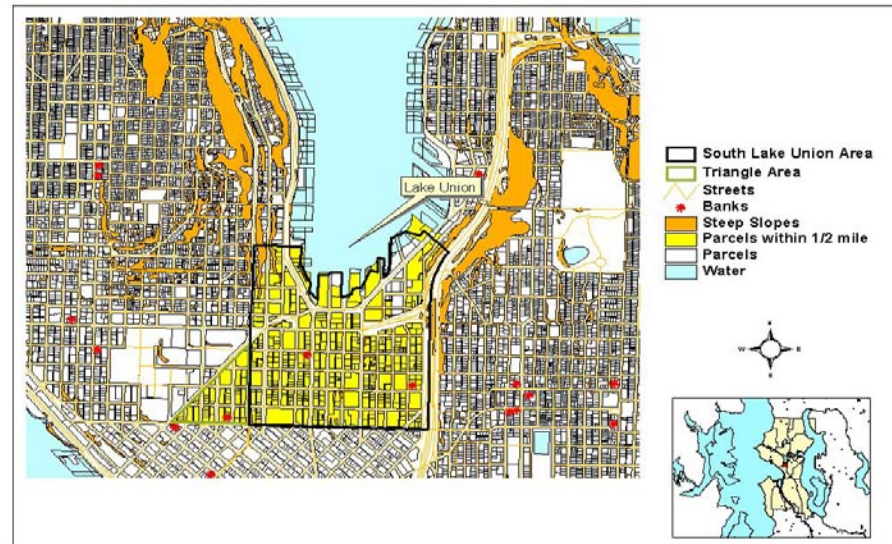 Lake Union
South Lake Union Area
Triangle Area
Streets
Banks
Steep Slopes
Parcels within 1/2 mile
Parcels
Water
N
W
E
S